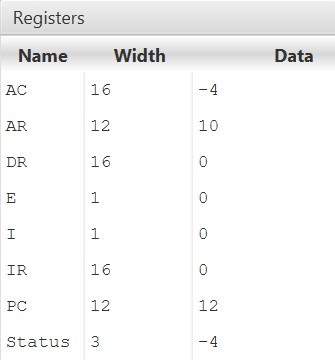 Registers
Name Width Data
AC 16 -4
AR 12 10
DR 16 0
E 1 0
I 1 0
IR 16 0
PC 12 12
Status 3 -4